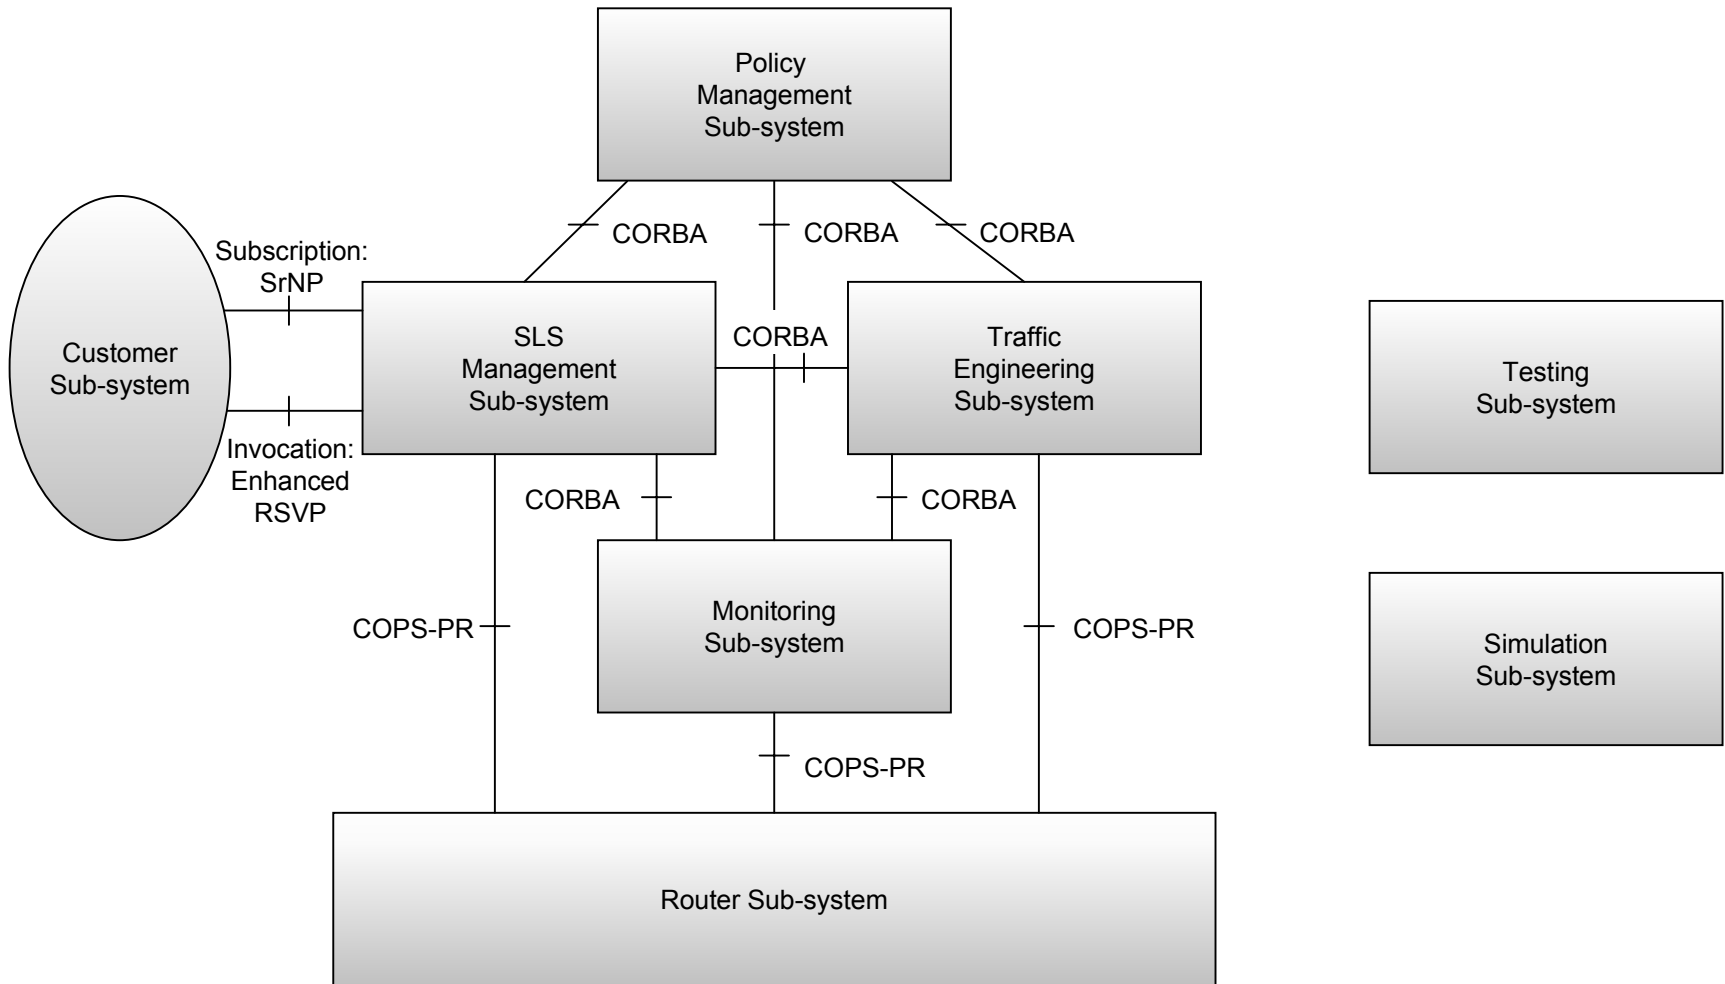 Policy
Management
Sub-system
CORBA
CORBA
CORBA
Subscription:
SrNP
Customer
Sub-system
Invocation:
Enhanced
RSVP
SLS
Management
Sub-system
CORBA
Traffic
Engineering
Sub-system
Testing
Sub-system
CORBA
CORBA
COPS-PR
Monitoring
Sub-system
COPS-PR
Simulation
Sub-system
COPS-PR
Router Sub-system